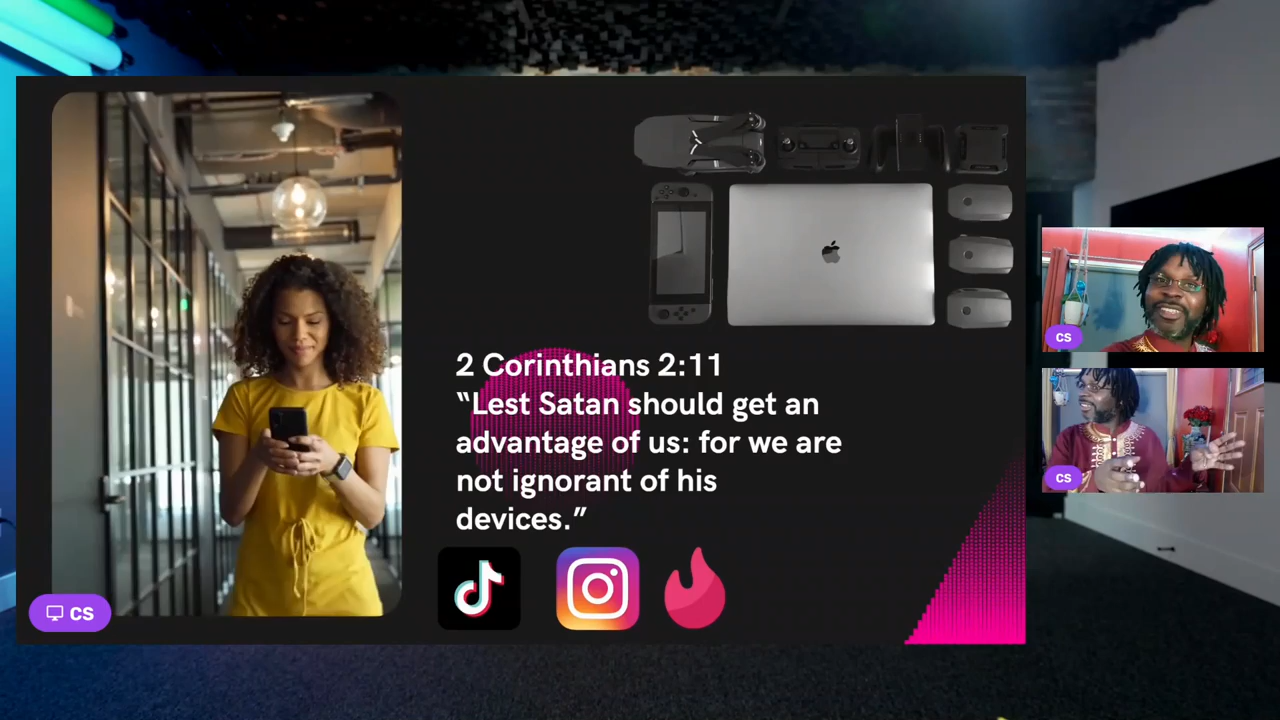 2 Corinthians 2:11
“Lest Satan should get an
advantage of us: for we are
not ignorant of his
devices.”
CS
CS
CS